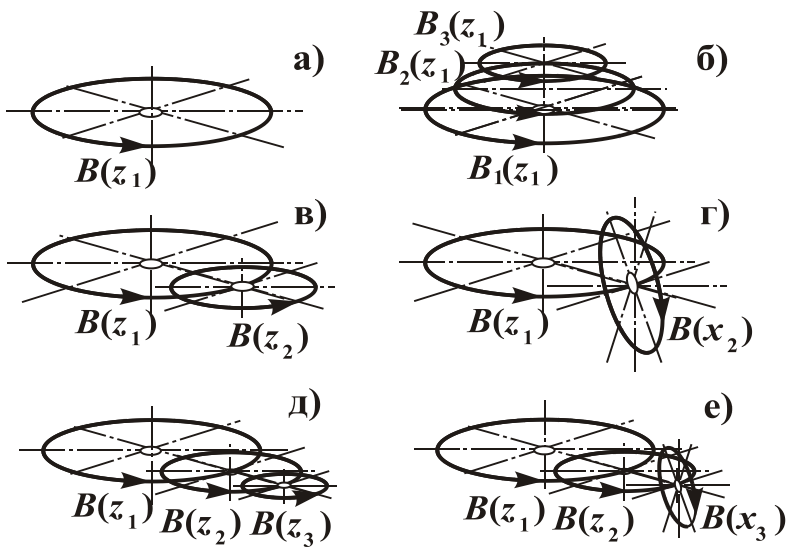 а)
B(z₁)
B₃(z₁)
B₂(z₁)
б)
B₁(z₁)
в)
B(z₁)
B(z₂)
г)
B(z₁)
B(x₂)
д)
B(z₁) B(z₂) B(z₃)
е)
B(z₁) B(z₂) B(x₃)